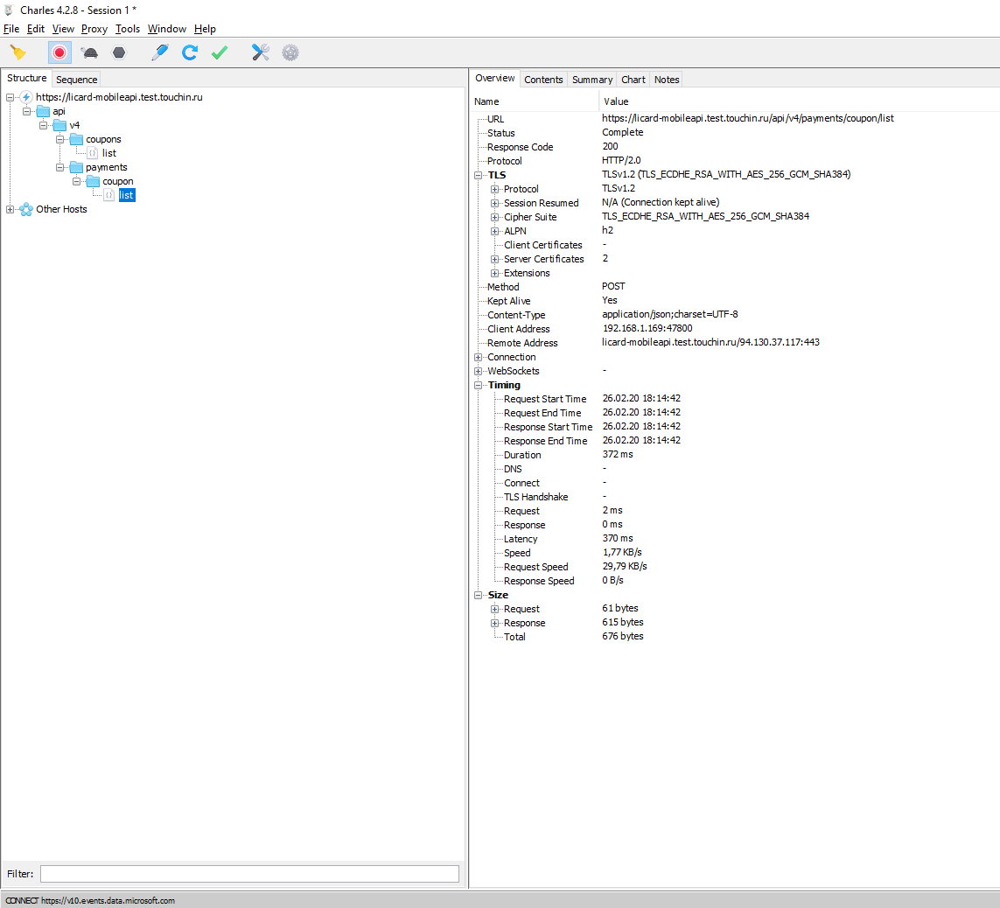 Charles 4.2.8 - Session 1 *
File Edit View Proxy Tools Window Help
Structure Sequence
https://licard-mobileapi.test.touchin.ru
api
v4
coupons
list
payments
coupon
list
Other Hosts
Filter:
Overview Contents Summary Chart Notes
Name Value
URL https://licard-mobileapi.test.touchin.ru/api/v4/payments/coupon/list
Status Complete
Response Code 200
Protocol HTTP/2.0
TLS TLSv1.2 (TLS_ECDHE_RSA_WITH_AES_256_GCM_SHA384)
Protocol TLSv1.2
Session Resumed N/A (Connection kept alive)
Cipher Suite TLS_ECDHE_RSA_WITH_AES_256_GCM_SHA384
ALPN h2
Client Certificates -
Server Certificates 2
Extensions
Method POST
Kept Alive Yes
Content-Type application/json;charset=UTF-8
Client Address 192.168.1.169:47800
Remote Address licard-mobileapi.test.touchin.ru/94.130.37.117:443
Connection
WebSockets -
Timing
Request Start Time 26.02.20 18:14:42
Request End Time 26.02.20 18:14:42
Response Start Time 26.02.20 18:14:42
Response End Time 26.02.20 18:14:42
Duration 372 ms
DNS -
Connect -
TLS Handshake -
Request 2 ms
Response 0 ms
Latency 370 ms
Speed 1,77 KB/s
Request Speed 29,79 KB/s
Response Speed 0 B/s
Size
Request 61 bytes
Response 615 bytes
Total 676 bytes
CONNECT https://v10.events.data.microsoft.com